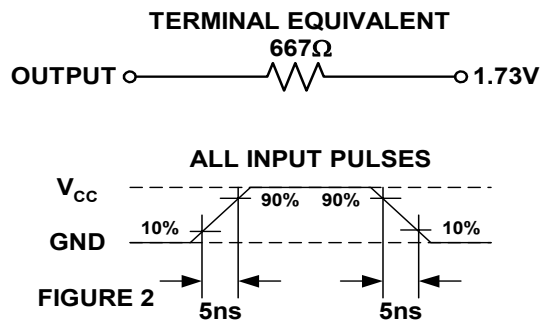 TERMINAL EQUIVALENT
667Ω
OUTPUT 1.73V
ALL INPUT PULSES
VCC
90% 90%
10% 10%
GND
FIGURE 2
5ns 5ns